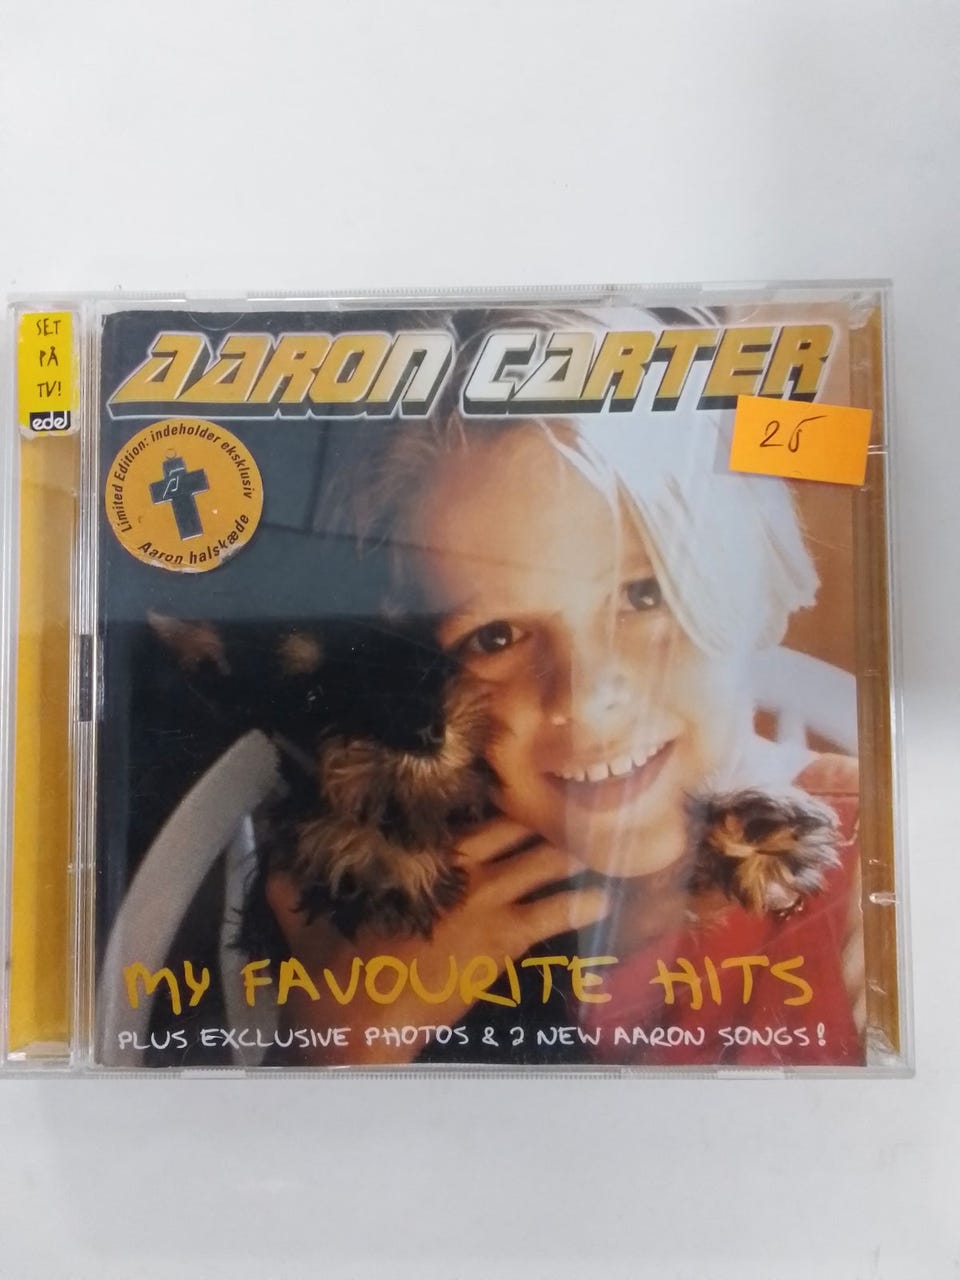 SET
PÅ
TV!
edel
AARON CARTER
25
Limited Edition: indeholder eksklusiv
Aaron halskæde
MY FAVOURITE HITS
PLUS EXCLUSIVE PHOTOS & 2 NEW AARON SONGS!